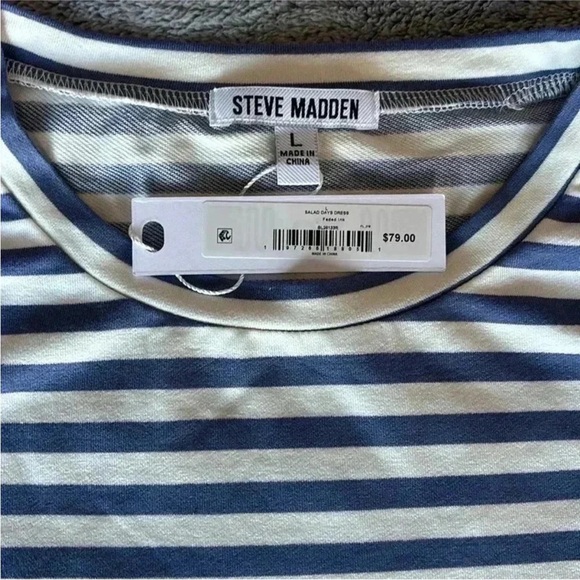 STEVE MADDEN
L
MADE IN
CHINA
SALAD DAYS DRESS
Faded Ink
$79.00
MADE IN CHINA